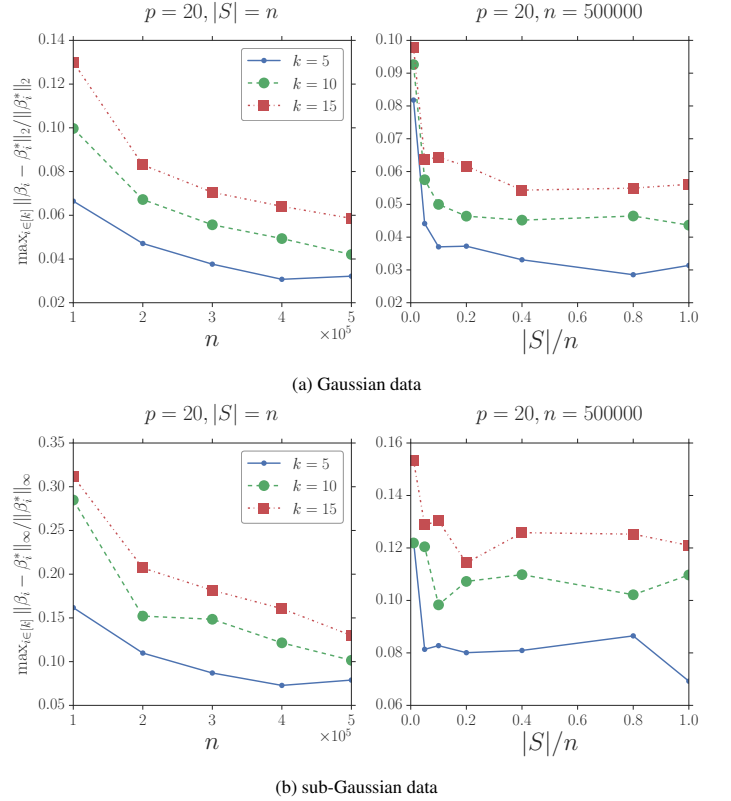 p = 20, |S| = n
p = 20, n = 500000
0.14
0.12
0.10
0.08
0.06
0.04
0.02
max_{i∈[k]} ||β_i − β_i^*||_2/||β_i^*||_2
k = 5
k = 10
k = 15
1 2 3 4 5
×10^5
n
0.10
0.09
0.08
0.07
0.06
0.05
0.04
0.03
0.02
0.0 0.2 0.4 0.6 0.8 1.0
|S|/n
(a) Gaussian data
p = 20, |S| = n
p = 20, n = 500000
0.35
0.30
0.25
0.20
0.15
0.10
0.05
max_{i∈[k]} ||β_i − β_i^*||_∞/||β_i^*||_∞
k = 5
k = 10
k = 15
1 2 3 4 5
×10^5
n
0.16
0.14
0.12
0.10
0.08
0.06
0.0 0.2 0.4 0.6 0.8 1.0
|S|/n
(b) sub-Gaussian data